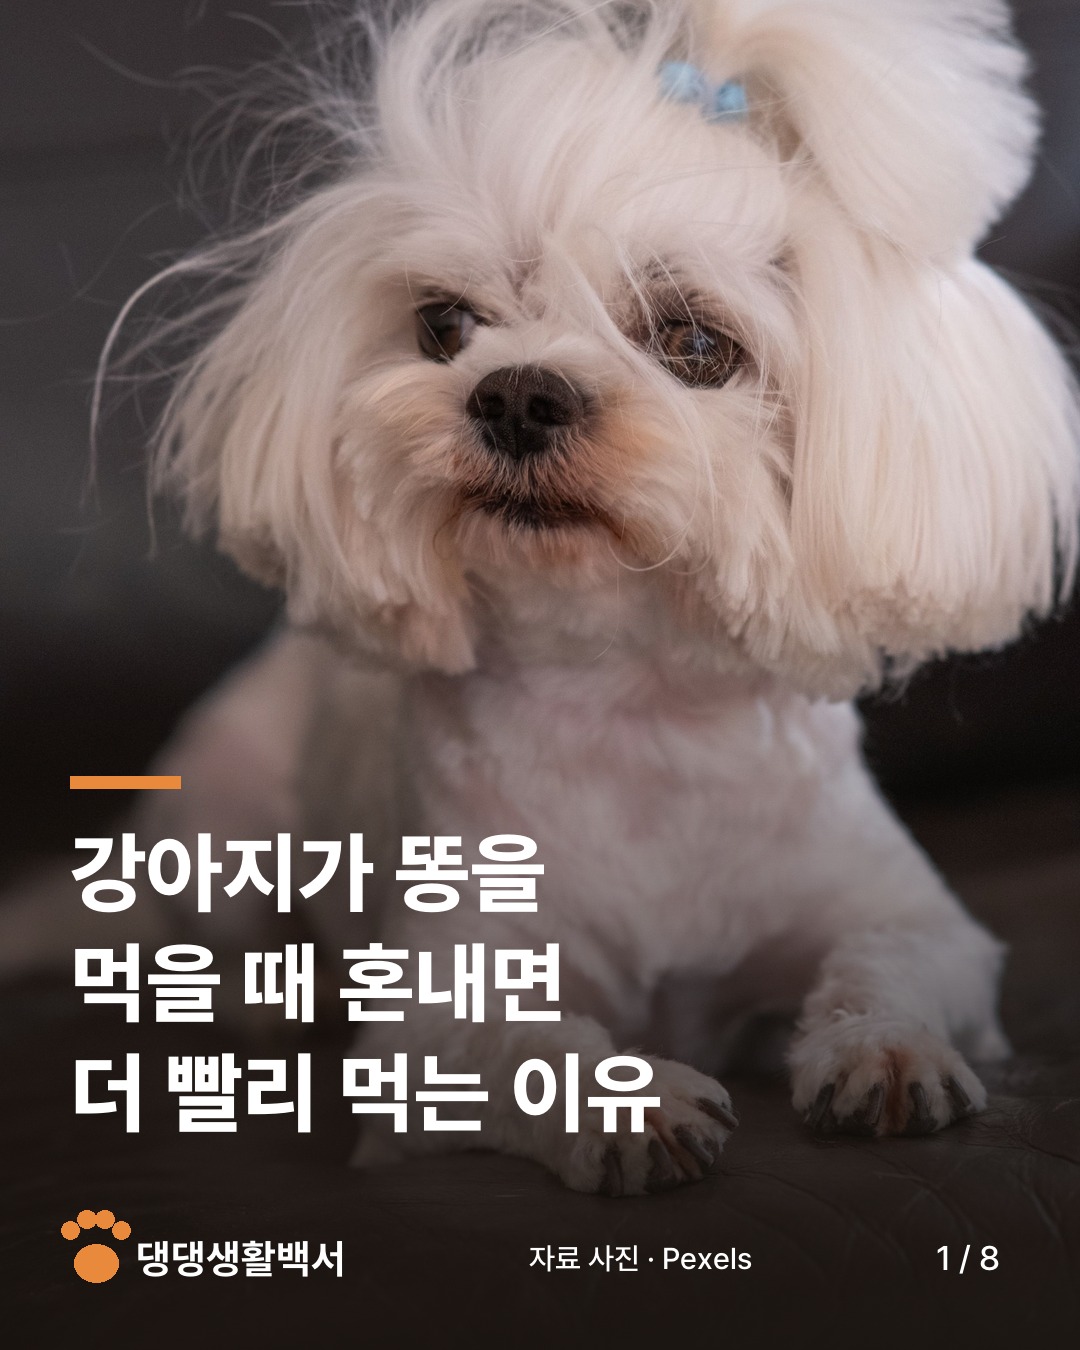 강아지가 똥을
먹을 때 혼내면
더 빨리 먹는 이유
댕댕생활백서
자료 사진 · Pexels
1 / 8